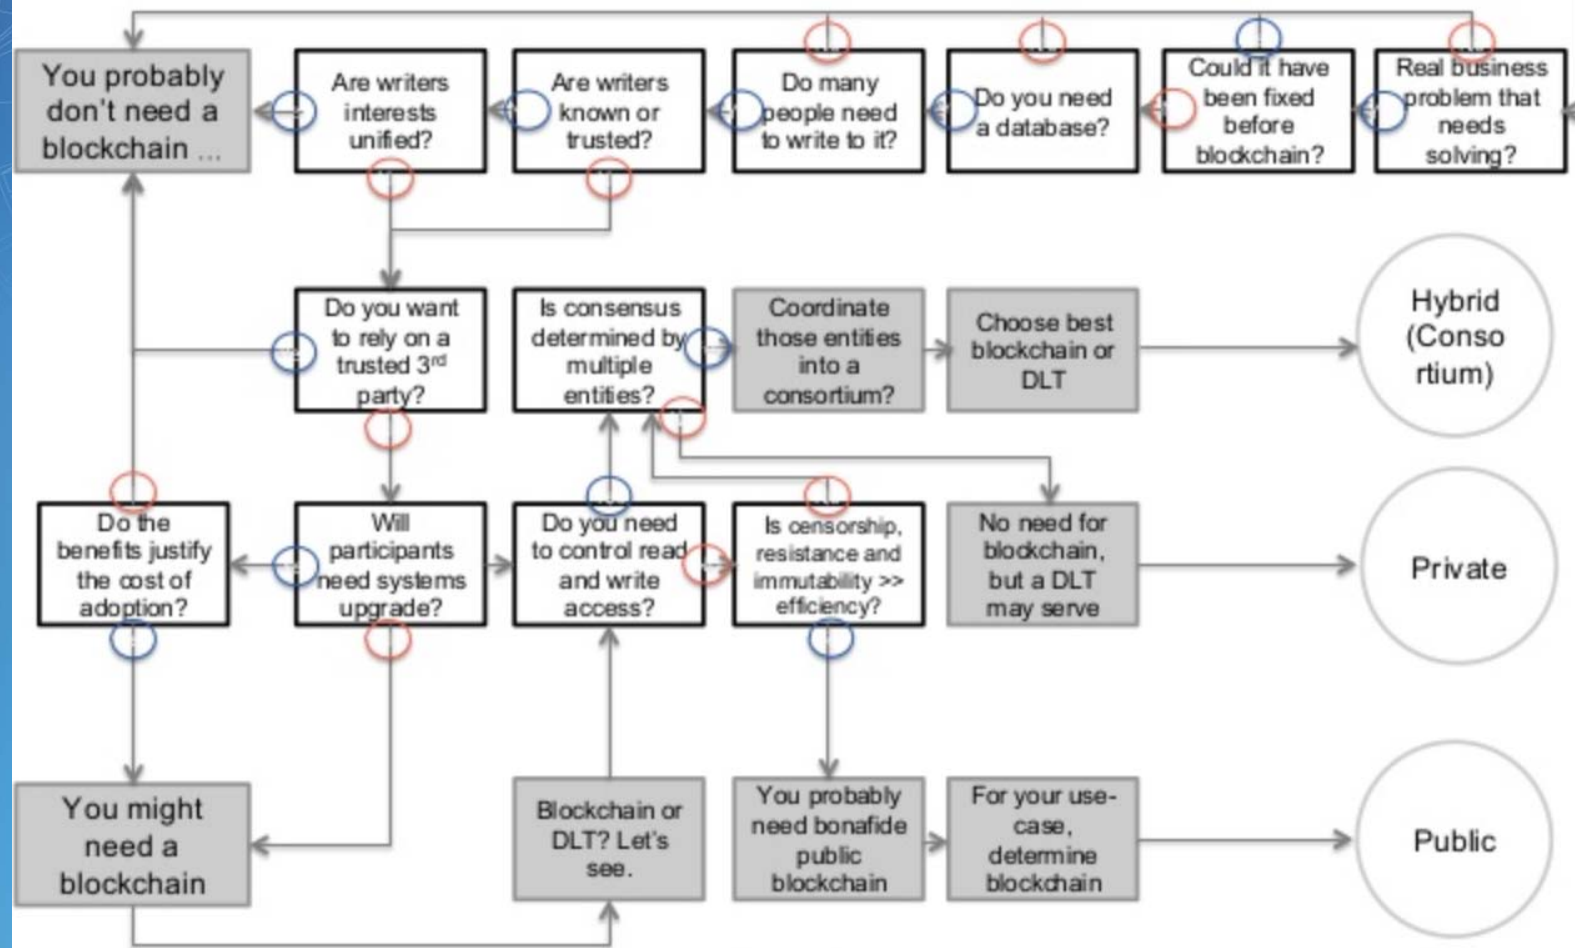 You probably
don't need a
blockchain ...
Are writers
interests
unified?
Are writers
known or
trusted?
Do many
people need
to write to it?
Do you need
a database?
Could it have
been fixed
before
blockchain?
Real business
problem that
needs
solving?
Do you want
to rely on a
trusted 3rd
party?
Is consensus
determined by
multiple
entities?
Coordinate
those entities
into a
consortium?
Choose best
blockchain or
DLT
Hybrid
(Conso
rtium)
Do the
benefits justify
the cost of
adoption?
Will
participants
need systems
upgrade?
Do you need
to control read
and write
access?
Is censorship,
resistance and
immutability >>
efficiency?
No need for
blockchain,
but a DLT
may serve
Private
You might
need a
blockchain
Blockchain or
DLT? Let's
see.
You probably
need bonafide
public
blockchain
For your use-
case,
determine
blockchain
Public